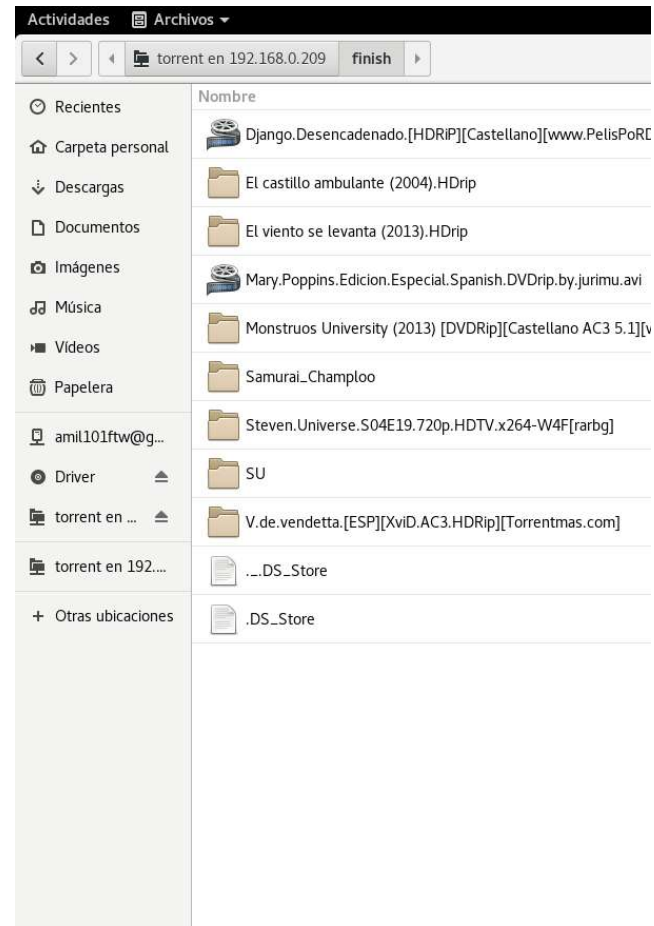 Actividades Archivos
torrent en 192.168.0.209 finish
Recientes
Carpeta personal
Descargas
Documentos
Imágenes
Música
Vídeos
Papelera
amil101ftw@g...
Driver
torrent en ...
torrent en 192....
+ Otras ubicaciones
Nombre
Django.Desencadenado.[HDRiP][Castellano][www.PelisPoRD
El castillo ambulante (2004).HDrip
El viento se levanta (2013).HDrip
Mary.Poppins.Edicion.Especial.Spanish.DVDrip.by.jurimu.avi
Monstruos University (2013) [DVDRip][Castellano AC3 5.1][w
Samurai_Champloo
Steven.Universe.S04E19.720p.HDTV.x264-W4F[rarbg]
SU
V.de.vendetta.[ESP][XviD.AC3.HDRip][Torrentmas.com]
._.DS_Store
.DS_Store